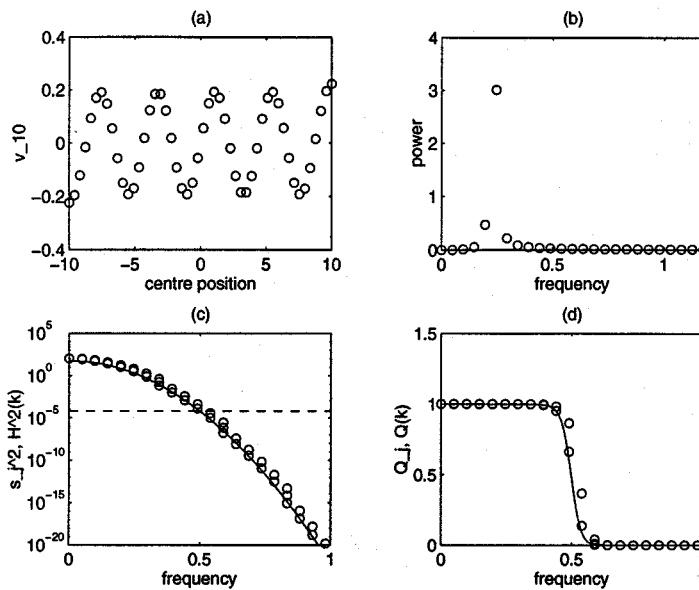 (a)
0.4
0.2
0
−0.2
−0.4
v_10
−10
−5
0
5
10
centre position
(b)
4
3
2
1
0
power
0
0.5
1
frequency
(c)
10^5
10^0
10^-5
10^-10
10^-15
10^-20
s_j^2, H^2(k)
0
0.5
1
frequency
(d)
1.5
1
0.5
0
Q_j, Q(k)
0
0.5
frequency